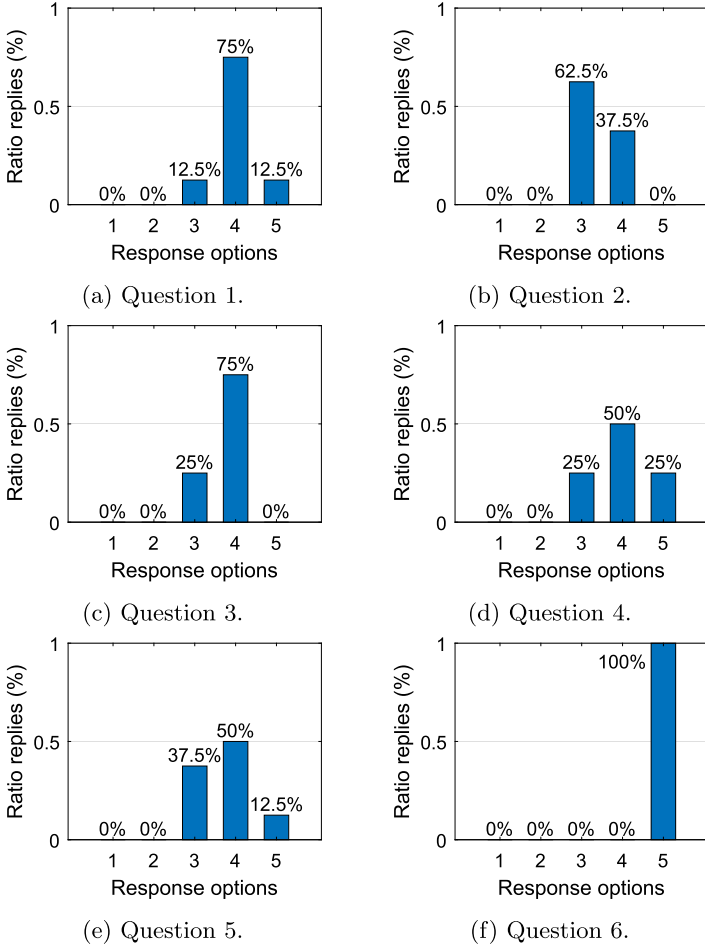 1
0.5
0
Ratio replies (%)
0% 0% 12.5% 75% 12.5%
1 2 3 4 5
Response options
(a) Question 1.
1
0.5
0
Ratio replies (%)
0% 0% 62.5% 37.5% 0%
1 2 3 4 5
Response options
(b) Question 2.
1
0.5
0
Ratio replies (%)
0% 0% 25% 75% 0%
1 2 3 4 5
Response options
(c) Question 3.
1
0.5
0
Ratio replies (%)
0% 0% 25% 50% 25%
1 2 3 4 5
Response options
(d) Question 4.
1
0.5
0
Ratio replies (%)
0% 0% 37.5% 50% 12.5%
1 2 3 4 5
Response options
(e) Question 5.
1
0.5
0
Ratio replies (%)
0% 0% 0% 0% 100%
1 2 3 4 5
Response options
(f) Question 6.